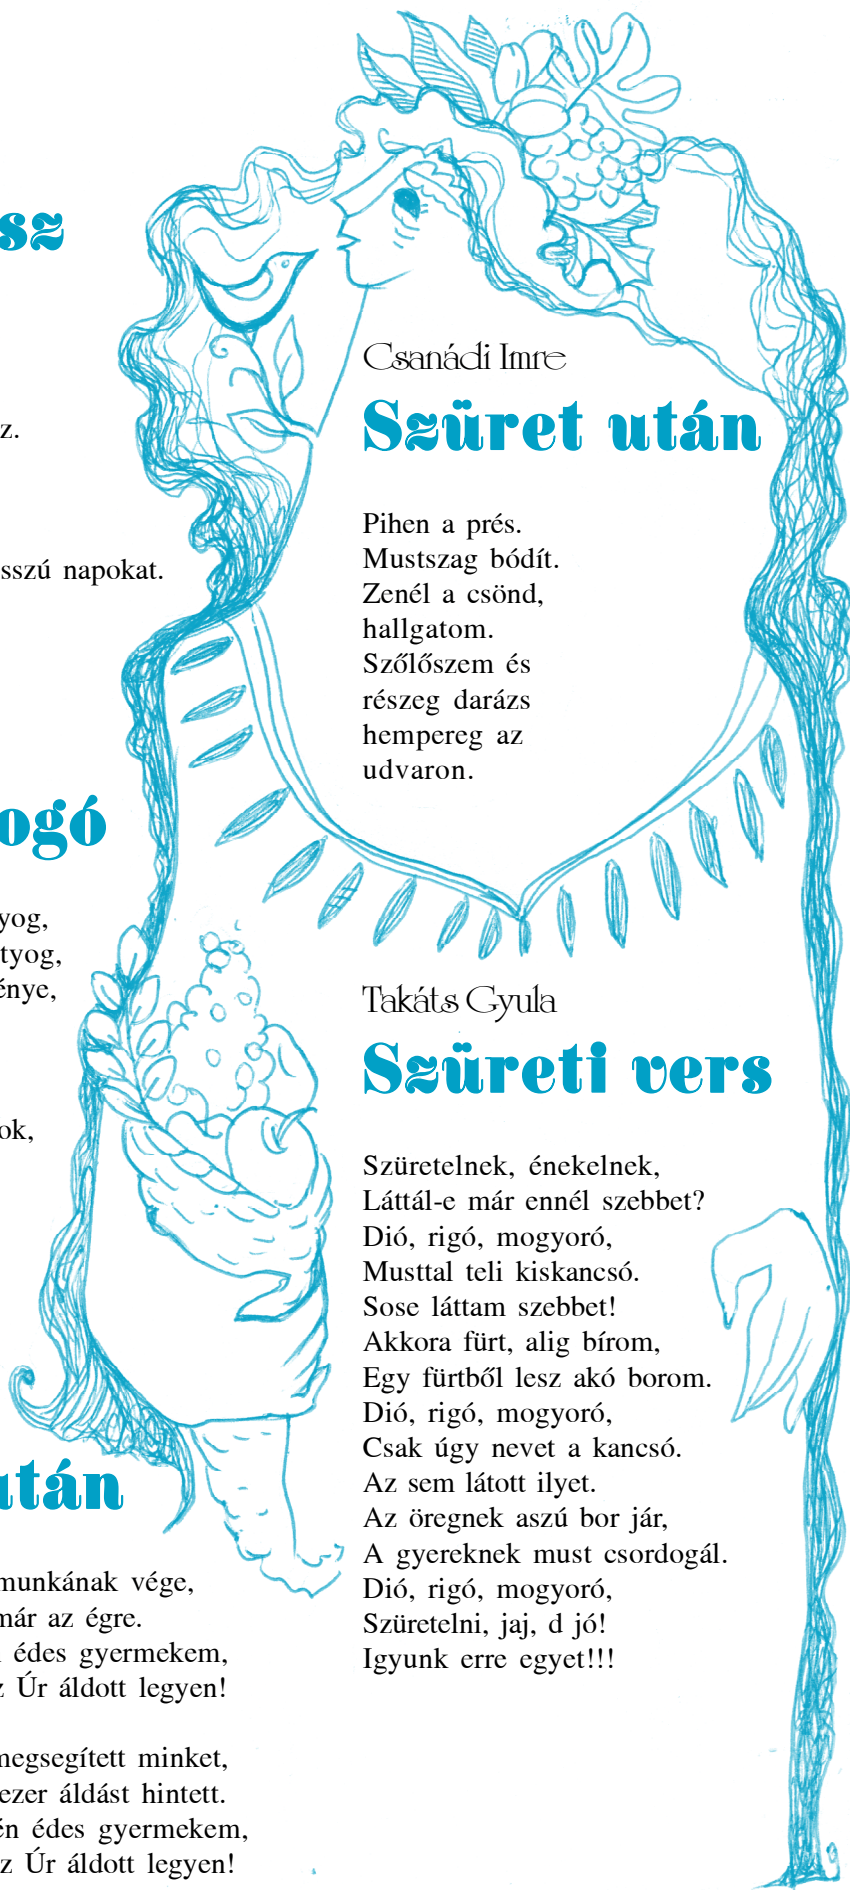 sz
z.
sszú napokat.
ogó
yog,
tyog,
énye,
ok,
után
munkának vége,
már az égre.
édes gyermekem,
z Úr áldott legyen!
megsegített minket,
ezer áldást hintett.
én édes gyermekem,
z Úr áldott legyen!
Csanádi Imre
Szüret után
Pihen a prés.
Mustszag bódít.
Zenél a csönd,
hallgatom.
Szőlőszem és
részeg darázs
hempereg az
udvaron.
Takáts Gyula
Szüreti vers
Szüretelnek, énekelnek,
Láttál-e már ennél szebbet?
Dió, rigó, mogyoró,
Musttal teli kiskancsó.
Sose láttam szebbet!
Akkora fürt, alig bírom,
Egy fürtből lesz akó borom.
Dió, rigó, mogyoró,
Csak úgy nevet a kancsó.
Az sem látott ilyet.
Az öregnek aszú bor jár,
A gyereknek must csordogál.
Dió, rigó, mogyoró,
Szüretelni, jaj, d jó!
Igyunk erre egyet!!!